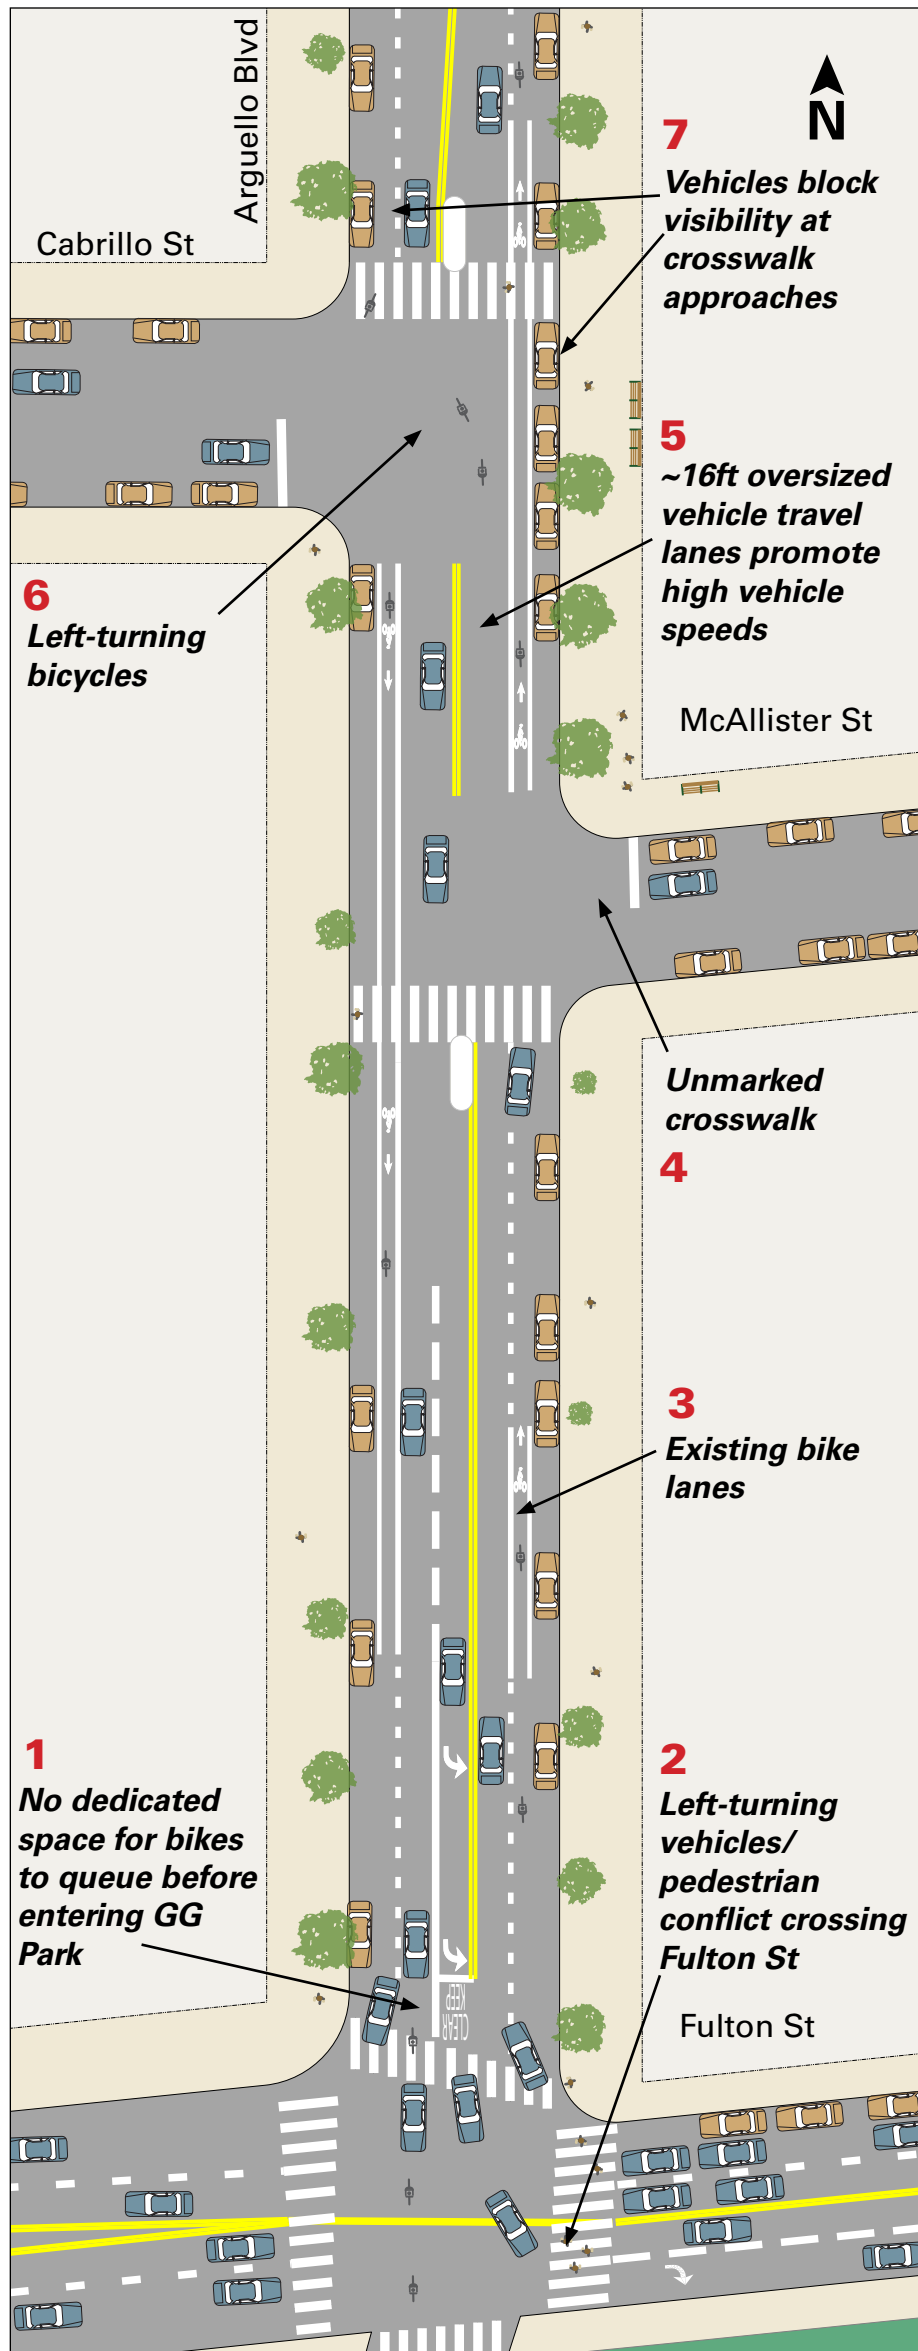 Arguello Blvd
N
7
Vehicles block
visibility at
crosswalk
approaches
Cabrillo St
5
~16ft oversized
vehicle travel
lanes promote
high vehicle
speeds
6
Left-turning
bicycles
McAllister St
Unmarked
crosswalk
4
3
Existing bike
lanes
1
No dedicated
space for bikes
to queue before
entering GG
Park
2
Left-turning
vehicles/
pedestrian
conflict crossing
Fulton St
KEEP
CLEAR
Fulton St